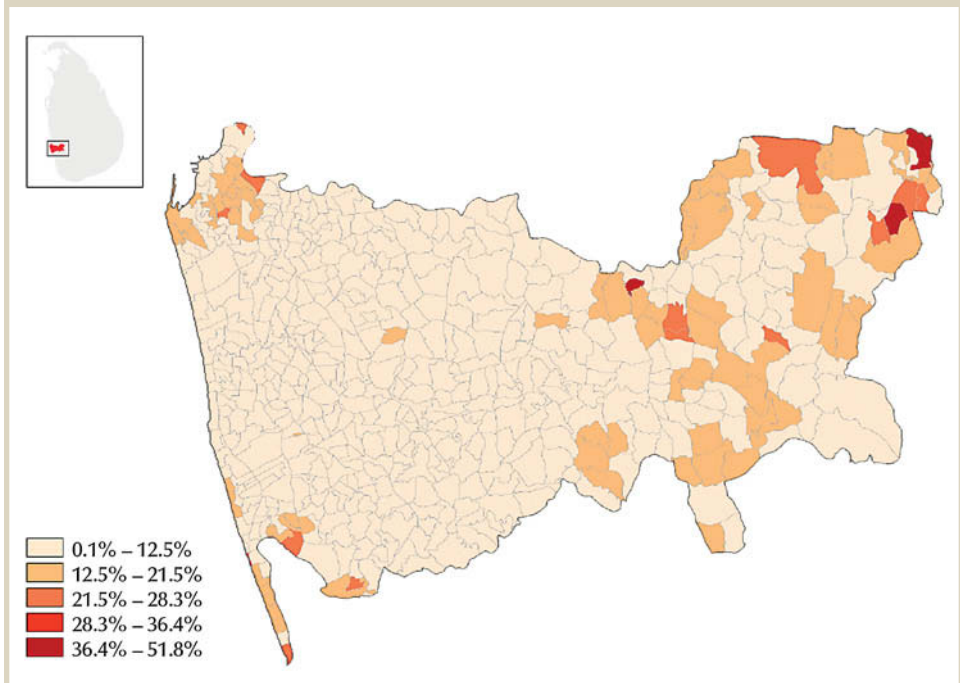 0.1% – 12.5%
12.5% – 21.5%
21.5% – 28.3%
28.3% – 36.4%
36.4% – 51.8%